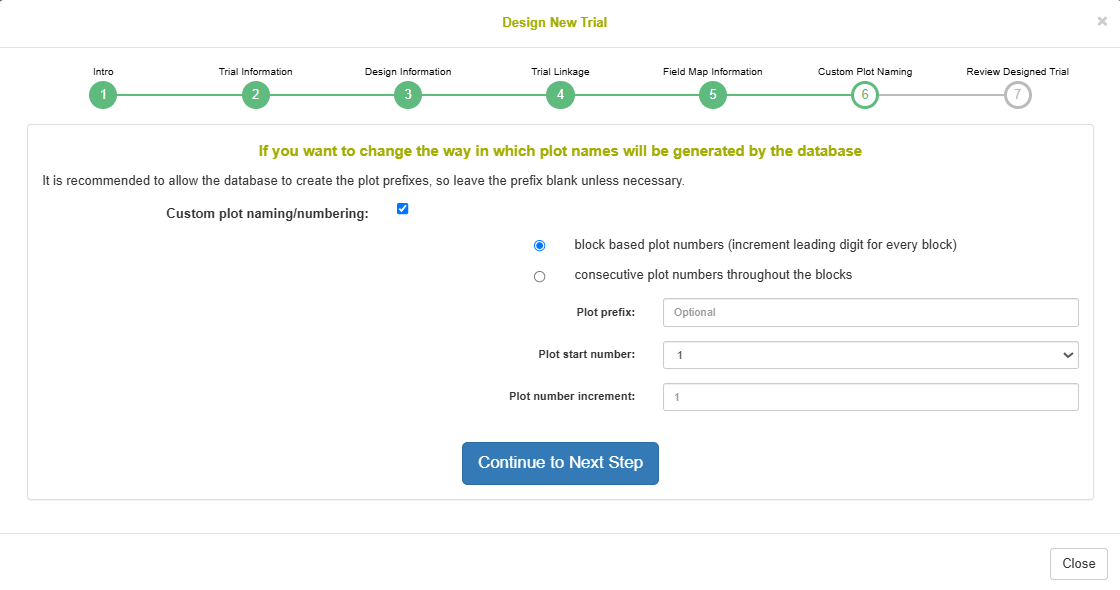 Design New Trial
×
Intro
Trial Information
Design Information
Trial Linkage
Field Map Information
Custom Plot Naming
Review Designed Trial
1
2
3
4
5
6
7
If you want to change the way in which plot names will be generated by the database
It is recommended to allow the database to create the plot prefixes, so leave the prefix blank unless necessary.
Custom plot naming/numbering:
block based plot numbers (increment leading digit for every block)
consecutive plot numbers throughout the blocks
Plot prefix: Optional
Plot start number: 1
Plot number increment: 1
Continue to Next Step
Close